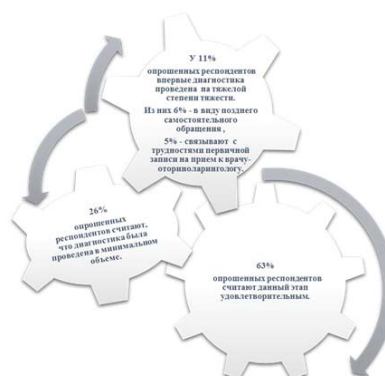 У 11%
опрошенных респондентов
впервые диагностика
проведена на тяжелой
степени тяжести.
Из них 6% - в виду позднего
самостоятельного
обращения ,
5% - связывают с
трудностями первичной
записи на прием к врачу-
оториноларингологу.
26%
опрошенных
респондентов считают,
что диагностика была
проведена в минимальном
объеме.
63%
опрошенных респондентов
считают данный этап
удовлетворительным.